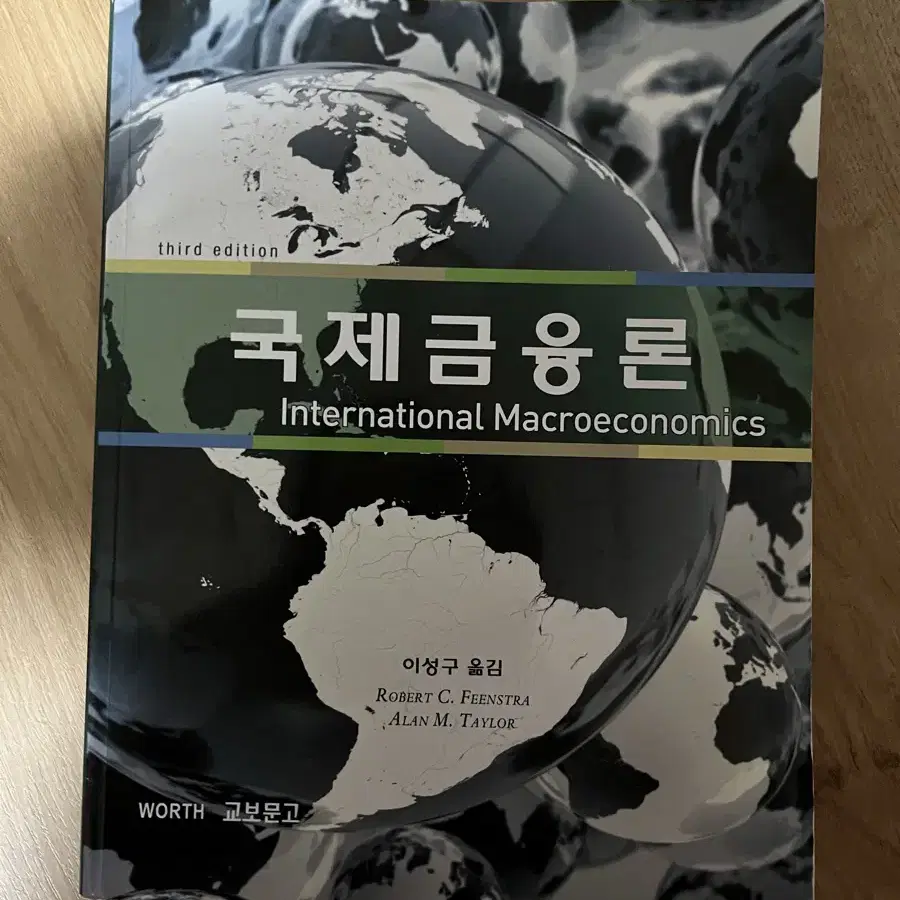 third edition
국제금융론
International Macroeconomics
이성구 옮김
ROBERT C. FEENSTRA
ALAN M. TAYLOR
WORTH 교보문고